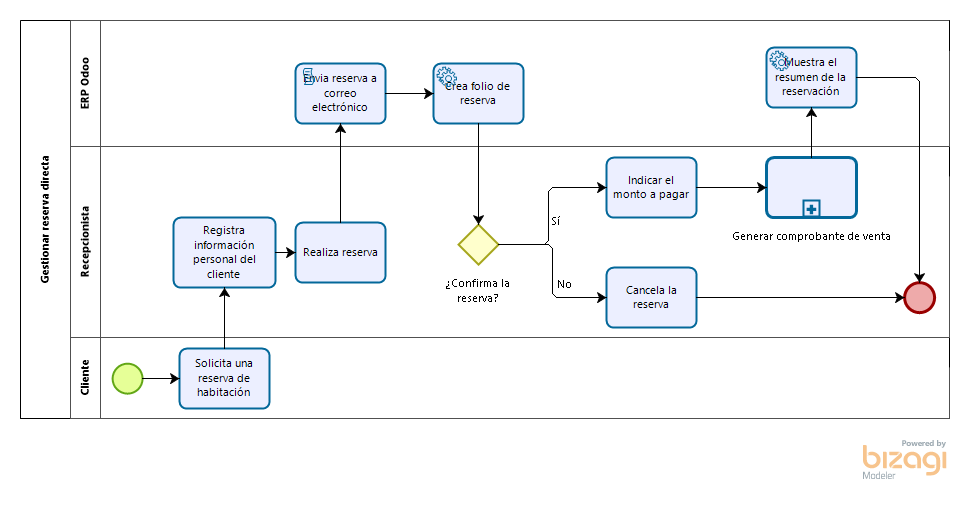 Gestionar reserva directa
ERP Odoo
Envia reserva a
correo
electrónico
Crea folio de
reserva
Muestra el
resumen de la
reservación
Recepcionista
Registra
información
personal del
cliente
Realiza reserva
¿Confirma la
reserva?
Sí
No
Indicar el
monto a pagar
Generar comprobante de venta
Cancela la
reserva
Cliente
Solicita una
reserva de
habitación
Powered by
bizagi
Modeler